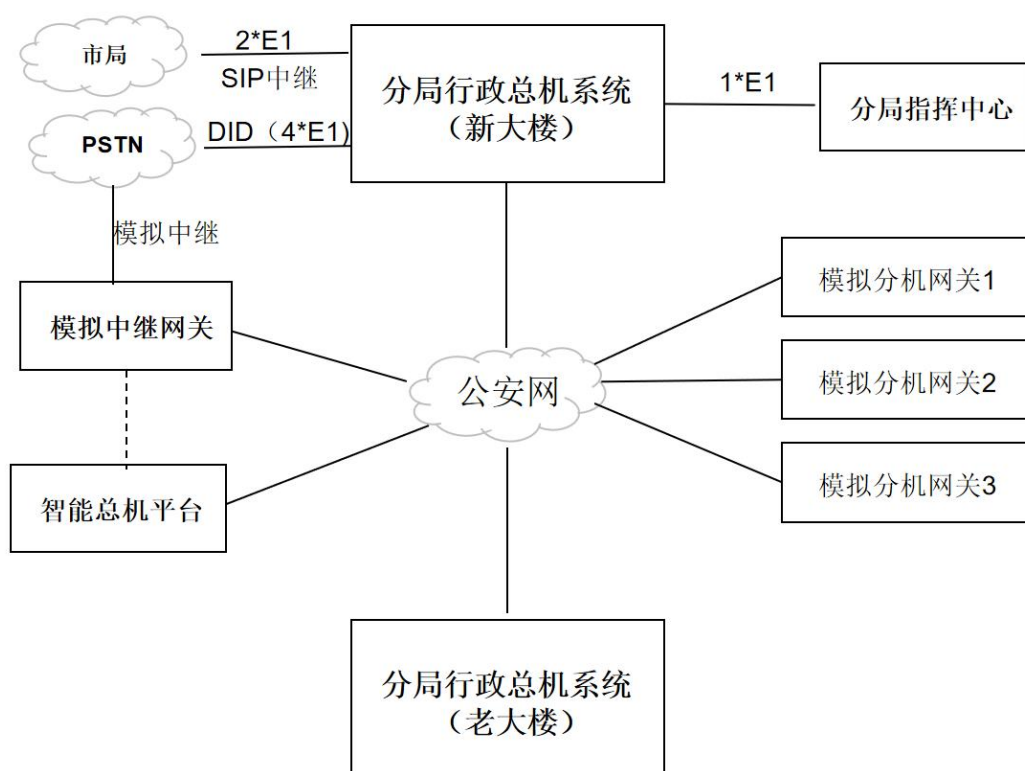 市局
2*E1
SIP中继
分局行政总机系统
（新大楼）
1*E1
分局指挥中心
PSTN
DID（4*E1)
模拟中继
模拟分机网关1
模拟中继网关
公安网
模拟分机网关2
智能总机平台
模拟分机网关3
分局行政总机系统
（老大楼）